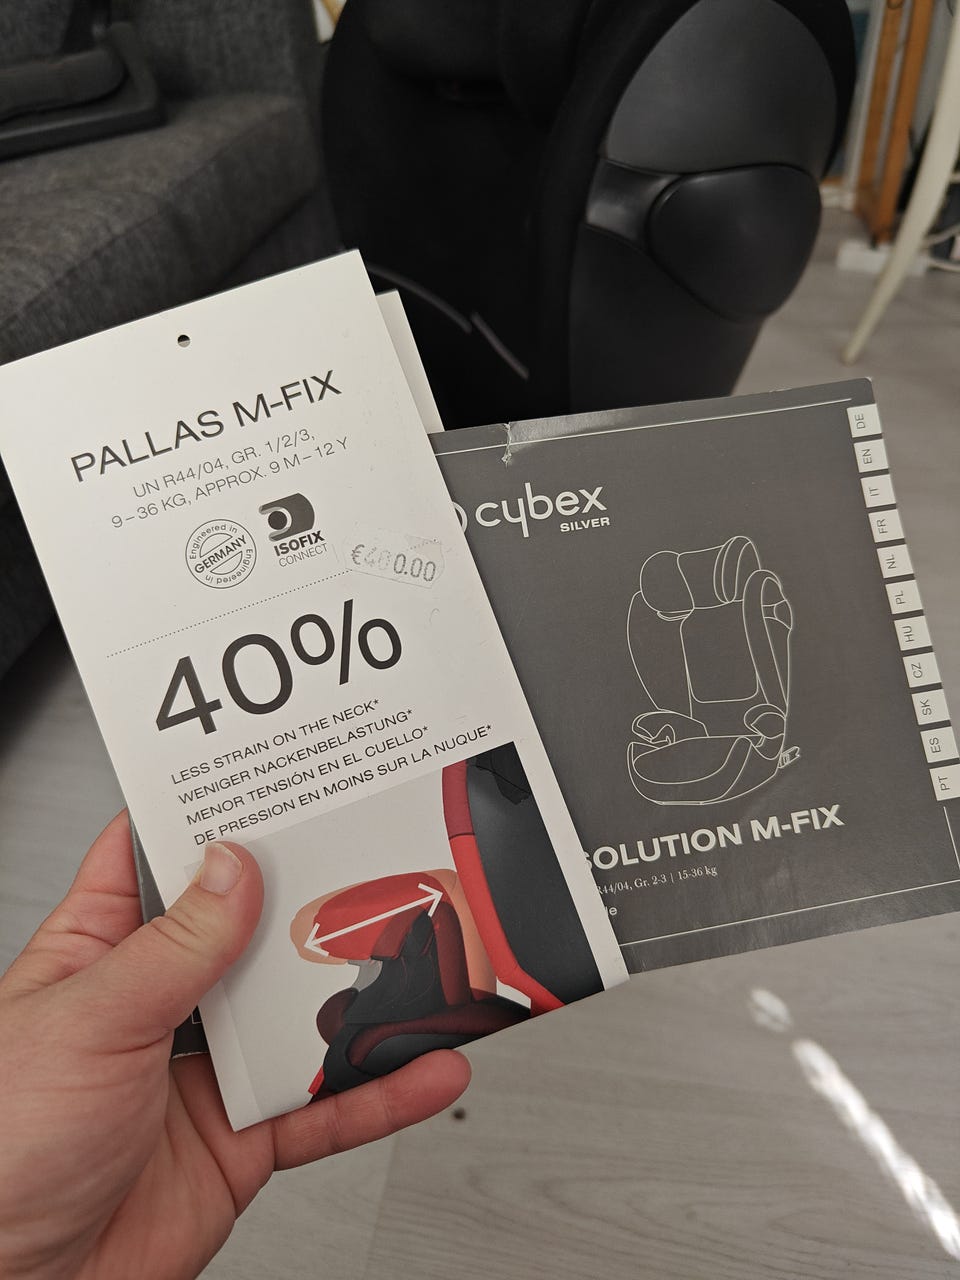 PALLAS M-FIX
UN R44/04, GR. 1/2/3,
9–36 KG, APPROX. 9 M – 12 Y
Engineered in
GERMANY
Engineered in
ISOFIX
CONNECT
€400.00
40%
LESS STRAIN ON THE NECK*
WENIGER NACKENBELASTUNG*
MENOR TENSIÓN EN EL CUELLO*
DE PRESSION EN MOINS SUR LA NUQUE*
cybex
SILVER
SOLUTION M-FIX
R44/04, Gr. 2-3 | 15-36 kg
DE
EN
IT
FR
NL
PL
HU
CZ
SK
ES
PT